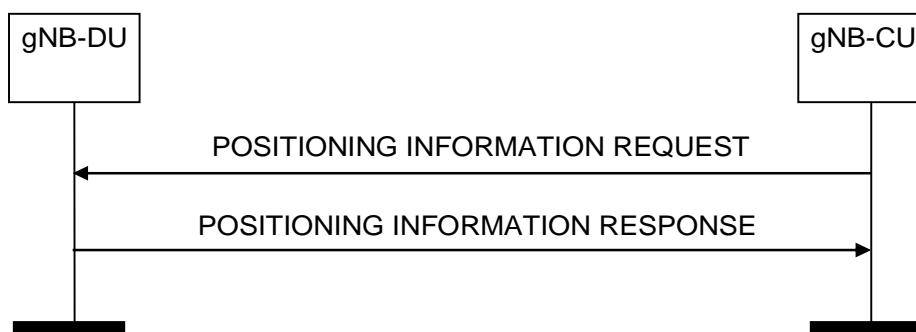 gNB-DU
gNB-CU
POSITIONING INFORMATION REQUEST
POSITIONING INFORMATION RESPONSE